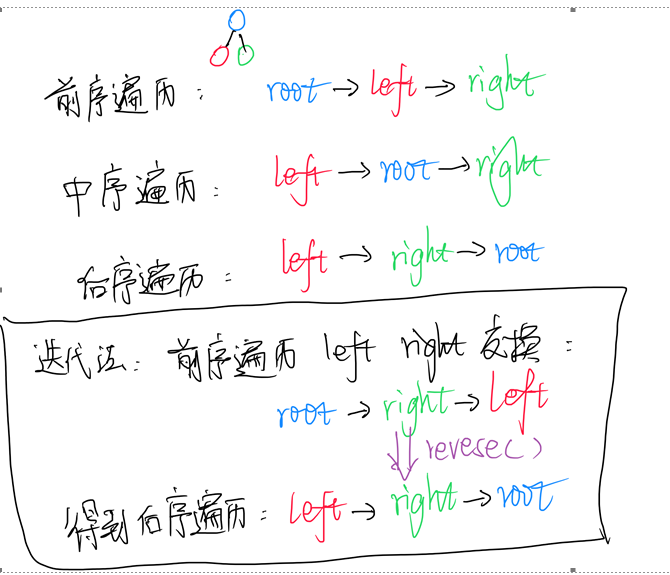 前序遍历： root → left → right
中序遍历： left → root → right
后序遍历： left → right → root
迭代法：前序遍历 left right 交换：
root → right → left
revese()
得到后序遍历：left → right → root